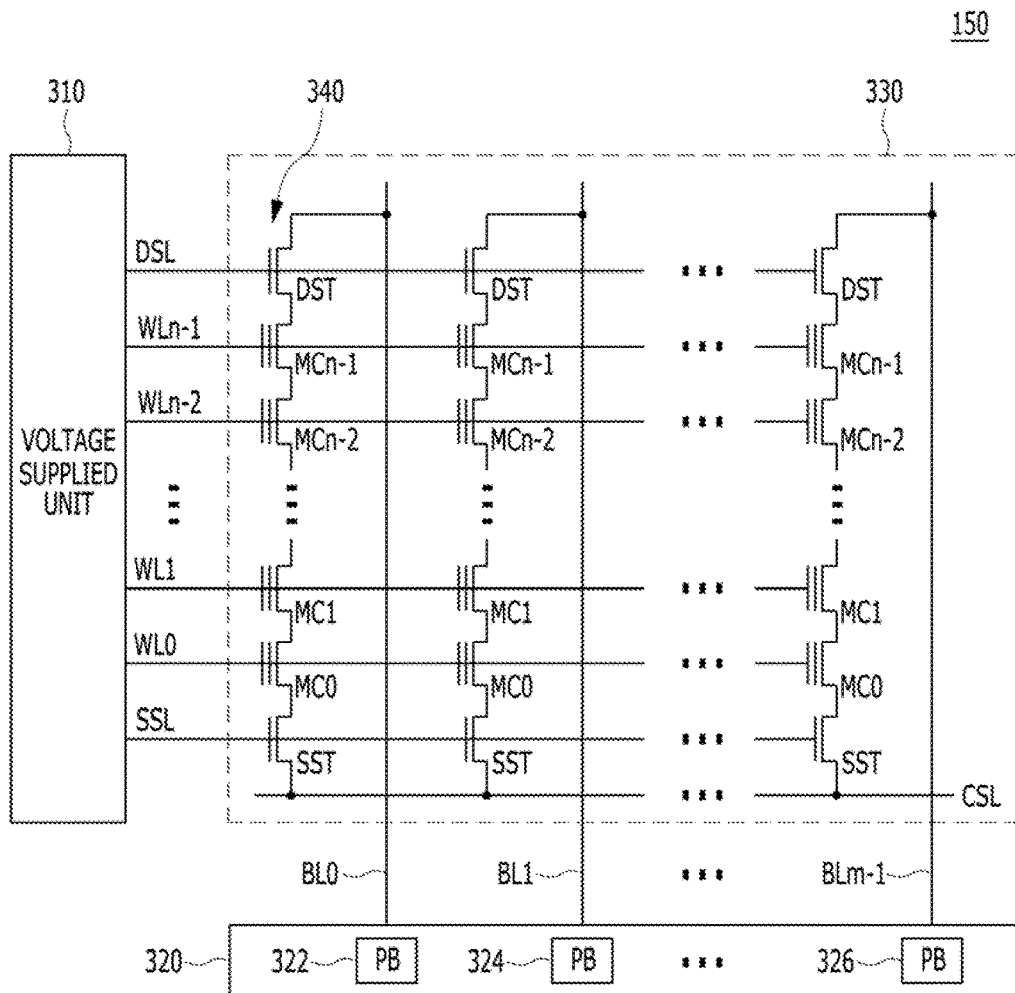 150
310
340
330
DSL
DST
DST
DST
WLn-1
MCn-1
MCn-1
MCn-1
WLn-2
MCn-2
MCn-2
MCn-2
VOLTAGE
SUPPLIED
UNIT
WL1
MC1
MC1
MC1
WL0
MC0
MC0
MC0
SSL
SST
SST
SST
CSL
BL0
BL1
BLm-1
320
322
PB
324
PB
326
PB